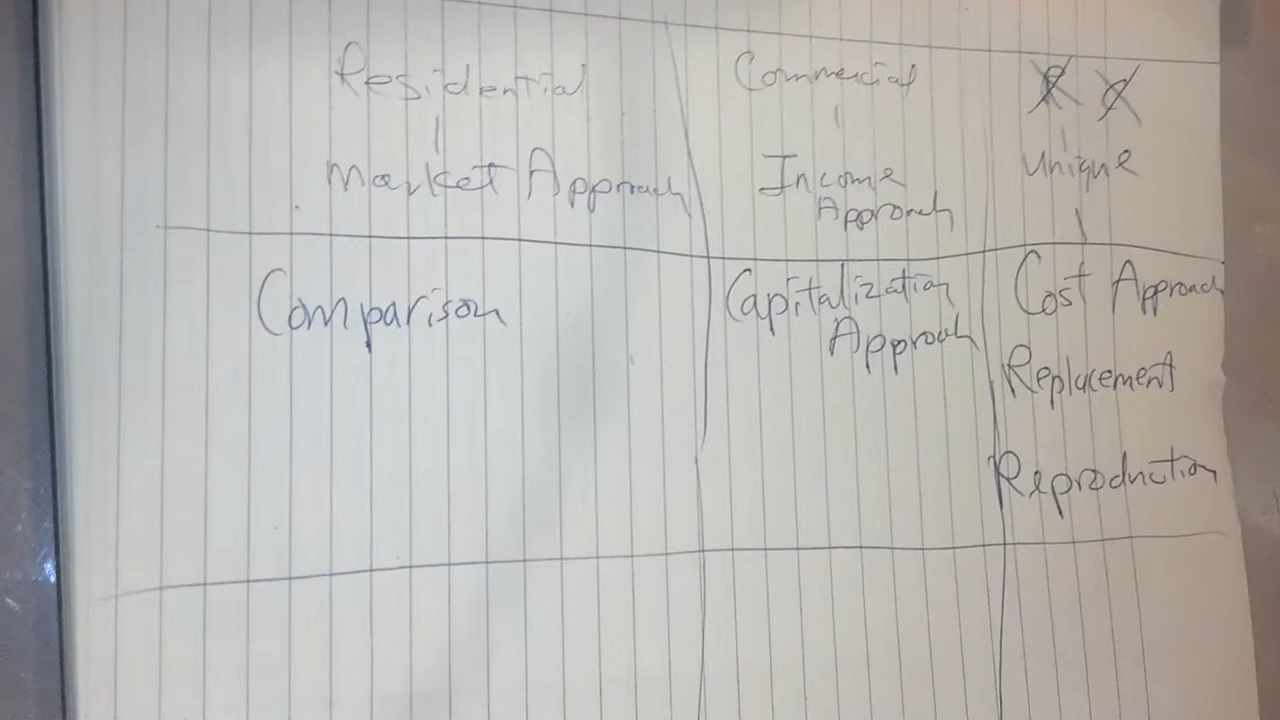 Residential
Market Approach
Commercial
Income
Approach
Unique
Comparison
Capitalization
Approach
Cost Approach
Replacement
Reproduction